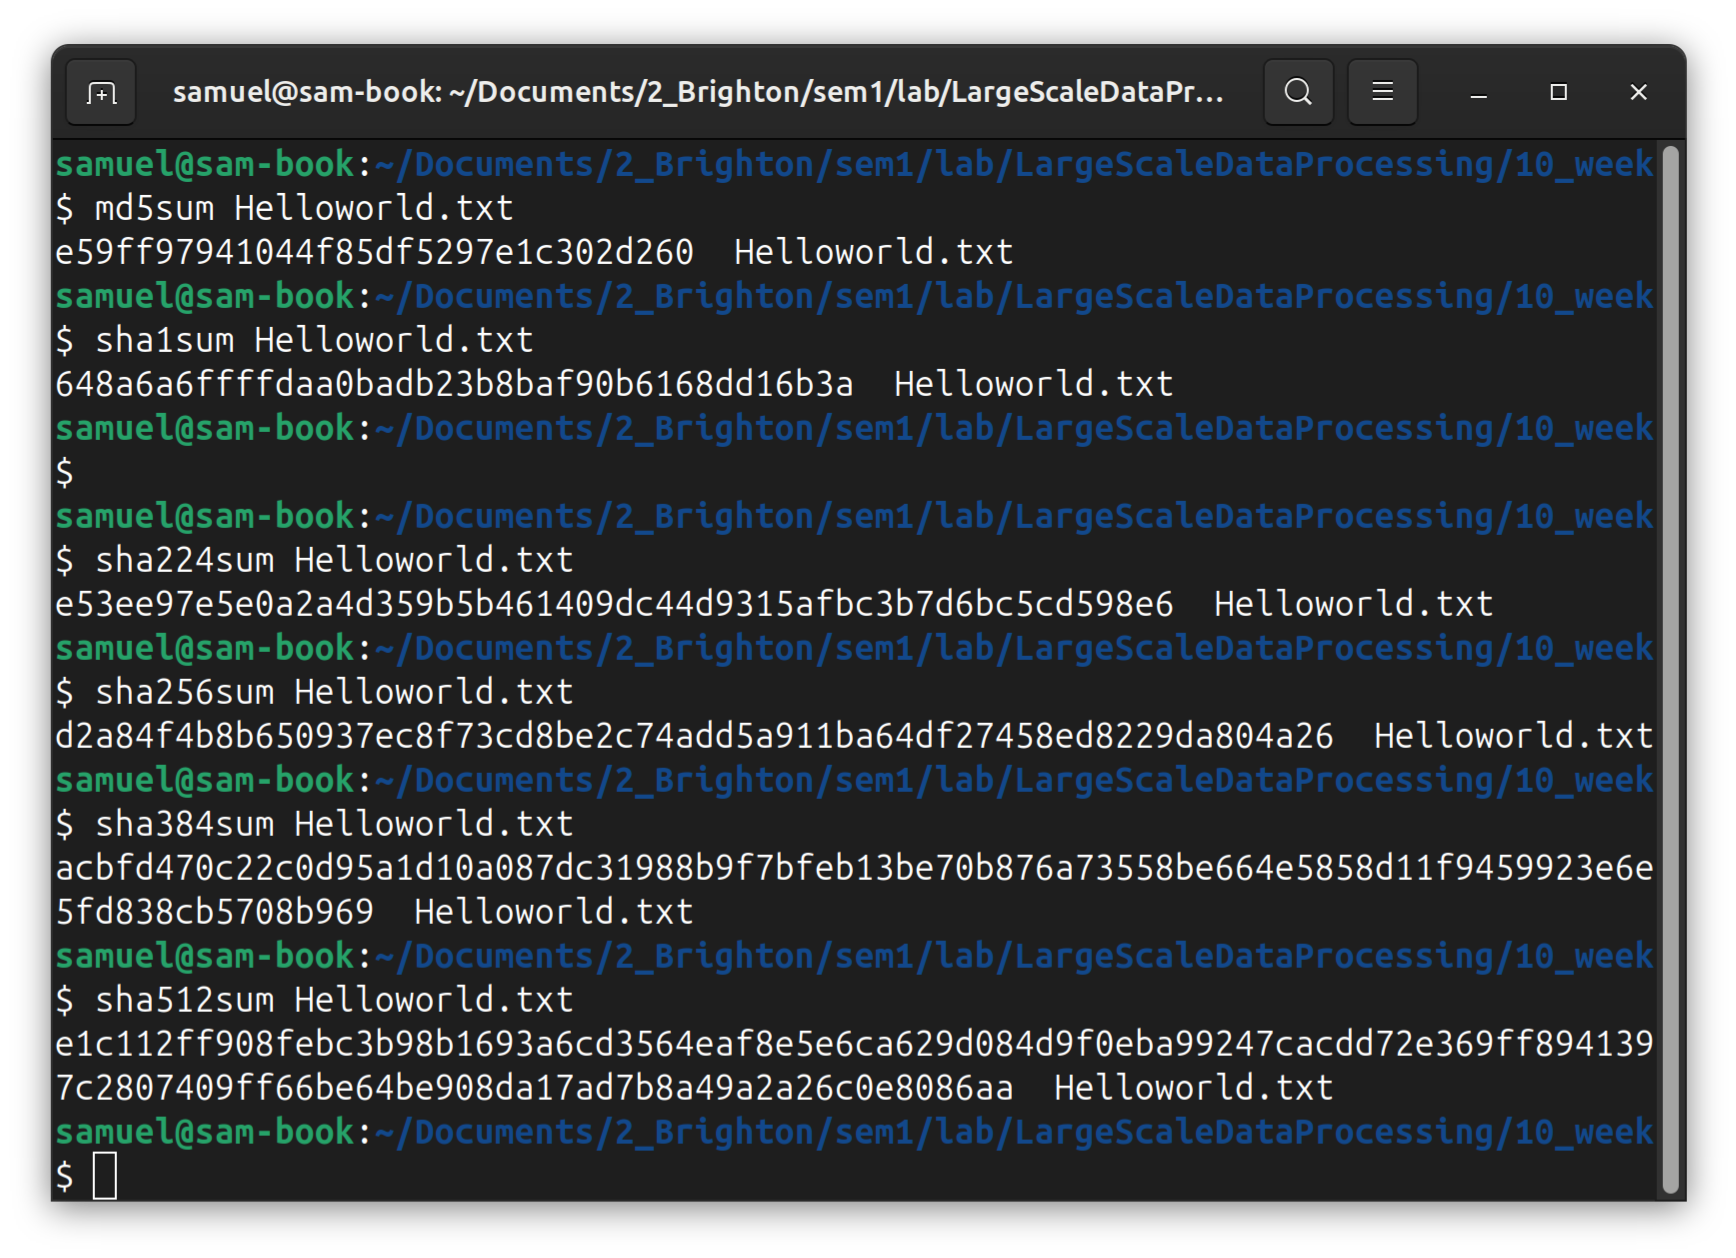 samuel@sam-book: ~/Documents/2_Brighton/sem1/lab/LargeScaleDataPr...
samuel@sam-book:~/Documents/2_Brighton/sem1/lab/LargeScaleDataProcessing/10_week
$ md5sum Helloworld.txt
e59ff97941044f85df5297e1c302d260  Helloworld.txt
samuel@sam-book:~/Documents/2_Brighton/sem1/lab/LargeScaleDataProcessing/10_week
$ sha1sum Helloworld.txt
648a6a6ffffdaa0badb23b8baf90b6168dd16b3a  Helloworld.txt
samuel@sam-book:~/Documents/2_Brighton/sem1/lab/LargeScaleDataProcessing/10_week
$
samuel@sam-book:~/Documents/2_Brighton/sem1/lab/LargeScaleDataProcessing/10_week
$ sha224sum Helloworld.txt
e53ee97e5e0a2a4d359b5b461409dc44d9315afbc3b7d6bc5cd598e6  Helloworld.txt
samuel@sam-book:~/Documents/2_Brighton/sem1/lab/LargeScaleDataProcessing/10_week
$ sha256sum Helloworld.txt
d2a84f4b8b650937ec8f73cd8be2c74add5a911ba64df27458ed8229da804a26  Helloworld.txt
samuel@sam-book:~/Documents/2_Brighton/sem1/lab/LargeScaleDataProcessing/10_week
$ sha384sum Helloworld.txt
acbfd470c22c0d95a1d10a087dc31988b9f7bfeb13be70b876a73558be664e5858d11f9459923e6e
5fd838cb5708b969  Helloworld.txt
samuel@sam-book:~/Documents/2_Brighton/sem1/lab/LargeScaleDataProcessing/10_week
$ sha512sum Helloworld.txt
e1c112ff908febc3b98b1693a6cd3564eaf8e5e6ca629d084d9f0eba99247cacdd72e369ff894139
7c2807409ff66be64be908da17ad7b8a49a2a26c0e8086aa  Helloworld.txt
samuel@sam-book:~/Documents/2_Brighton/sem1/lab/LargeScaleDataProcessing/10_week
$